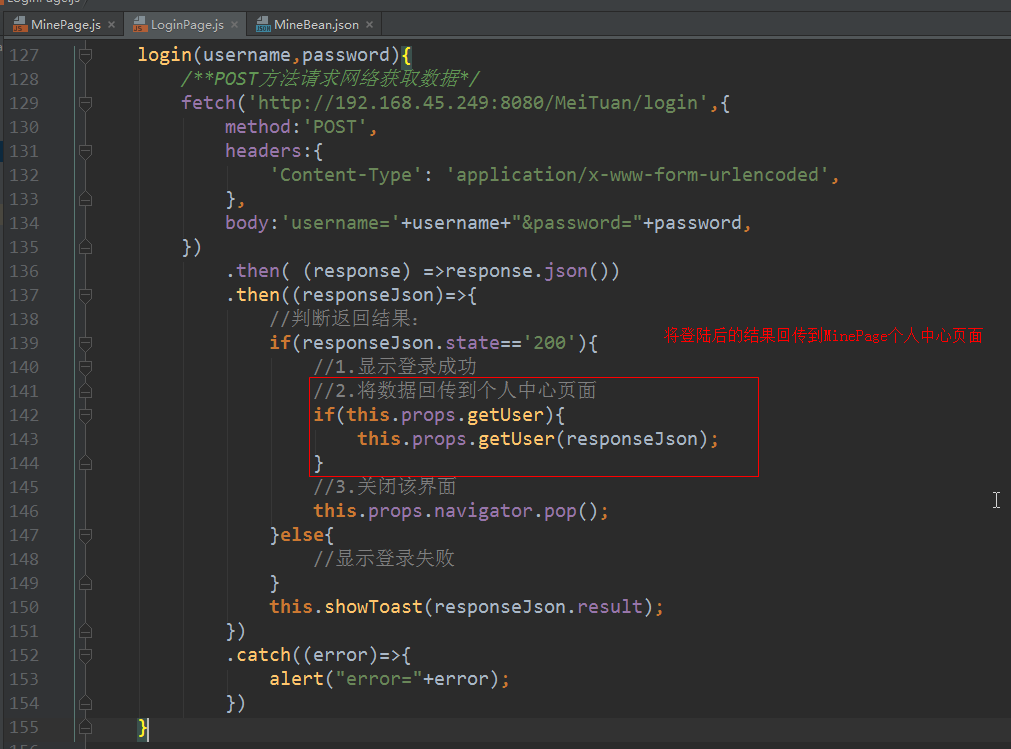 MinePage.js × LoginPage.js × MineBean.json ×
127 login(username,password){
128 /**POST方法请求网络获取数据*/
129 fetch('http://192.168.45.249:8080/MeiTuan/login',{
130 method:'POST',
131 headers:{
132 'Content-Type': 'application/x-www-form-urlencoded',
133 },
134 body:'username='+username+"&password="+password,
135 })
136 .then( (response) =>response.json())
137 .then((responseJson)=>{
138 //判断返回结果:
139 if(responseJson.state=='200'){
将登陆后的结果回传到MinePage个人中心页面
140 //1.显示登录成功
141 //2.将数据回传到个人中心页面
142 if(this.props.getUser){
143 this.props.getUser(responseJson);
144 }
145 //3.关闭该界面
146 this.props.navigator.pop();
147 }else{
148 //显示登录失败
149 }
150 this.showToast(responseJson.result);
151 })
152 .catch((error)=>{
153 alert("error="+error);
154 })
155 }